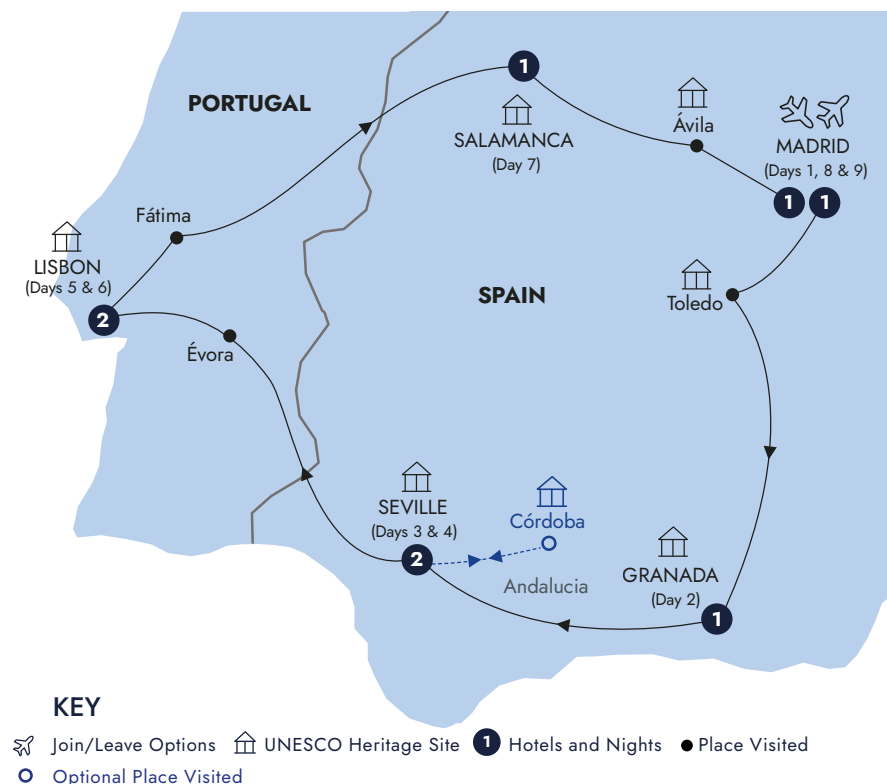 PORTUGAL
1
SALAMANCA
(Day 7)
Ávila
MADRID
(Days 1, 8 & 9)
1
1
Fátima
LISBON
(Days 5 & 6)
2
Évora
SPAIN
Toledo
SEVILLE
(Days 3 & 4)
2
Córdoba
Andalucia
GRANADA
(Day 2)
1
KEY
Join/Leave Options UNESCO Heritage Site 1 Hotels and Nights Place Visited
Optional Place Visited